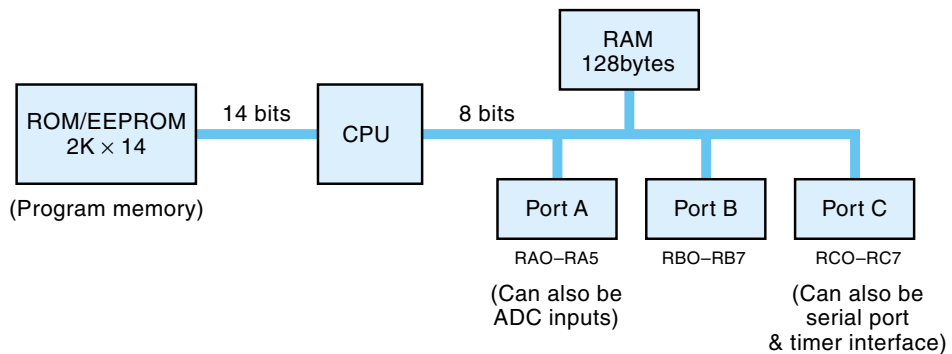 RAM
128bytes
ROM/EEPROM
2K × 14
14 bits
CPU
8 bits
(Program memory)
Port A
Port B
Port C
RAO–RA5
RBO–RB7
RCO–RC7
(Can also be
ADC inputs)
(Can also be
serial port
& timer interface)